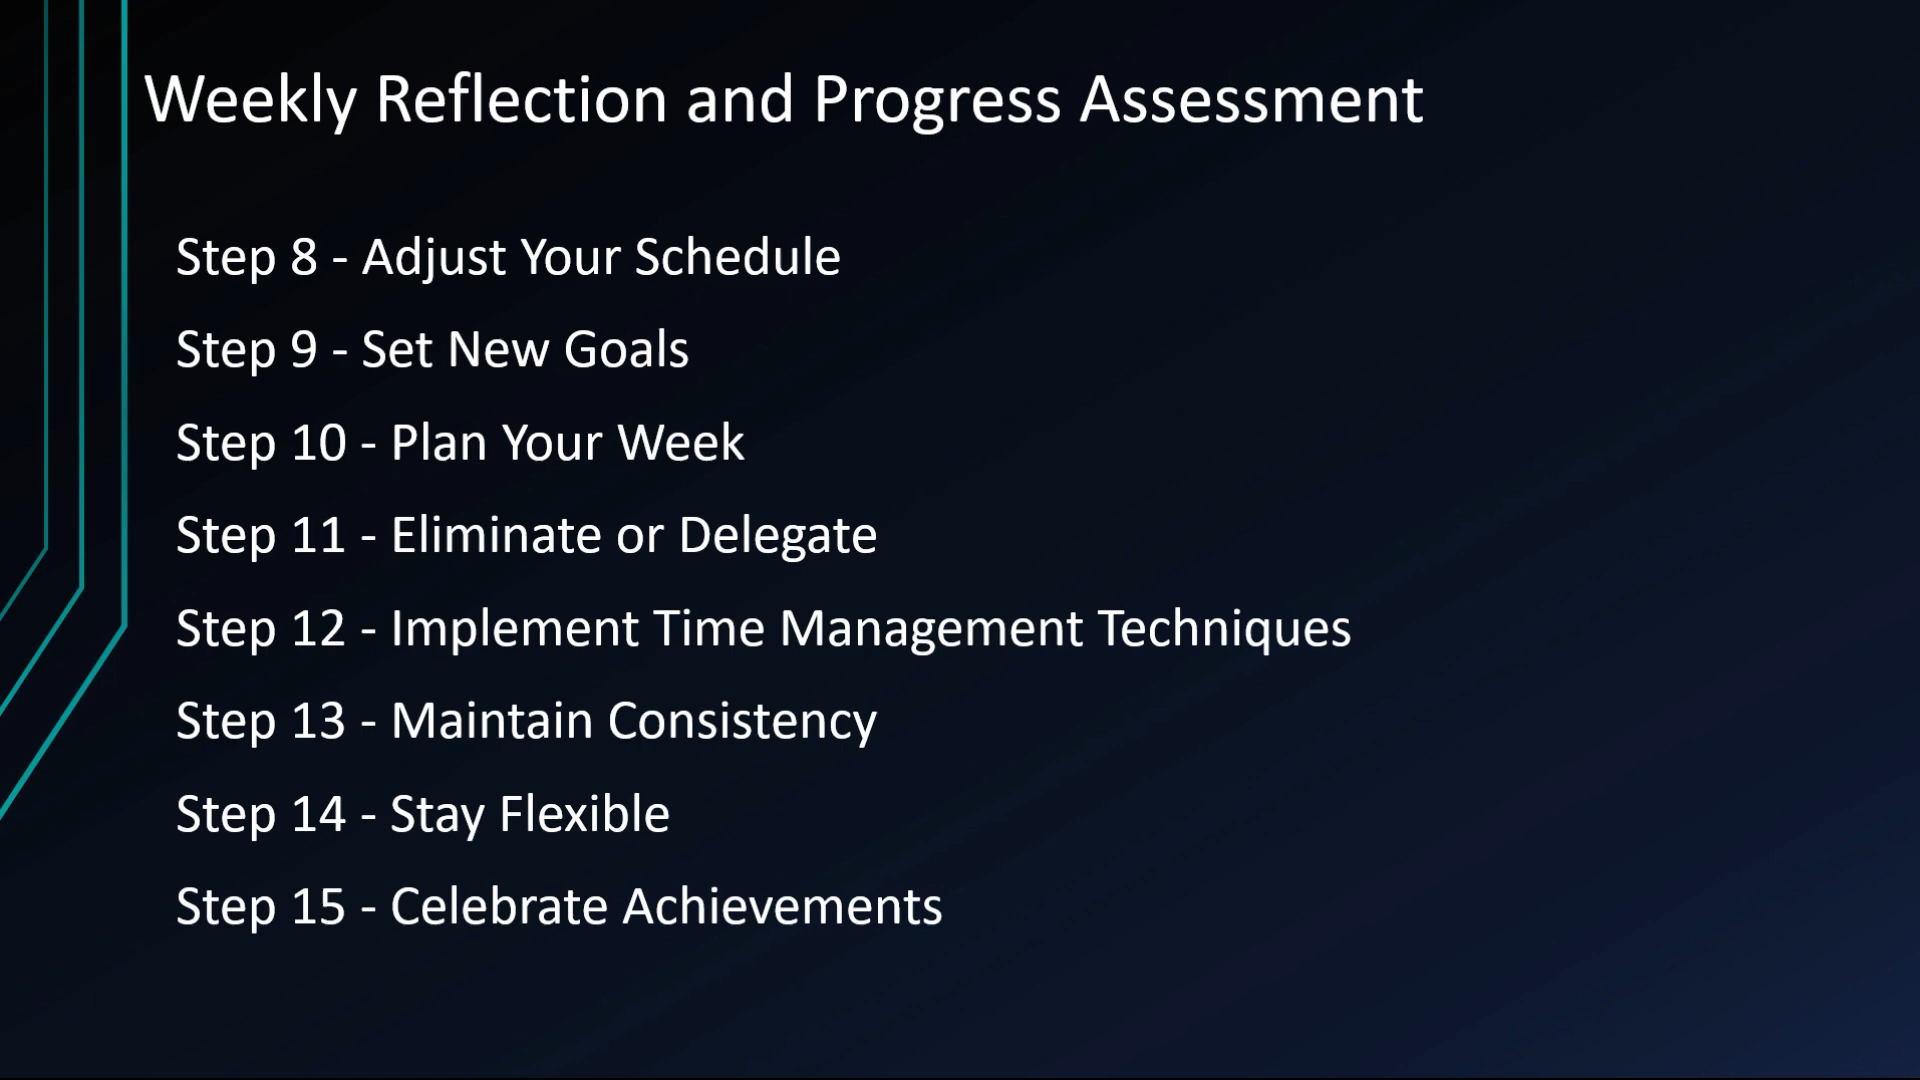 Weekly Reflection and Progress Assessment
Step 8 - Adjust Your Schedule
Step 9 - Set New Goals
Step 10 - Plan Your Week
Step 11 - Eliminate or Delegate
Step 12 - Implement Time Management Techniques
Step 13 - Maintain Consistency
Step 14 - Stay Flexible
Step 15 - Celebrate Achievements